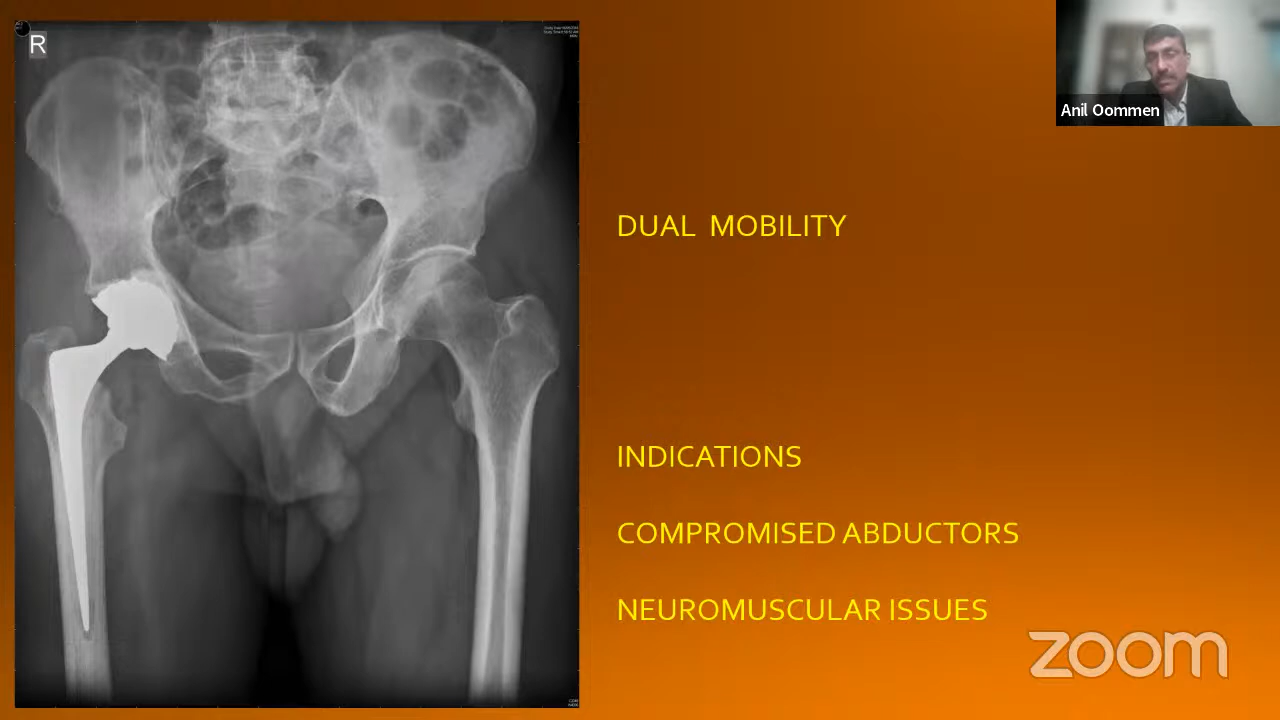 R
Anil Oommen
DUAL MOBILITY
INDICATIONS
COMPROMISED ABDUCTORS
NEUROMUSCULAR ISSUES
zoom